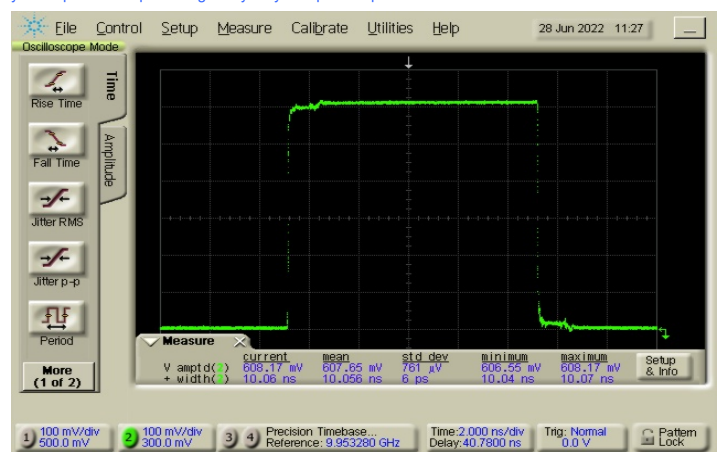 File Control Setup Measure Calibrate Utilities Help 28 Jun 2022 11:27
Oscilloscope Mode
Time
Amplitude
Rise Time
Fall Time
Jitter RMS
Jitter p-p
Period
More
(1 of 2)
Measure
current mean std dev minimum maximum
V amptd(2) 608.17 mV 607.65 mV 761 µV 606.55 mV 608.17 mV
+ width(2) 10.06 ns 10.056 ns 6 ps 10.04 ns 10.07 ns
Setup
& Info
1 100 mV/div
500.0 mV
2 100 mV/div
300.0 mV
3 4 Precision Timebase...
Reference: 9.953280 GHz
Time:2.000 ns/div
Delay:40.7800 ns
Trig: Normal
0.0 V
Pattern
Lock